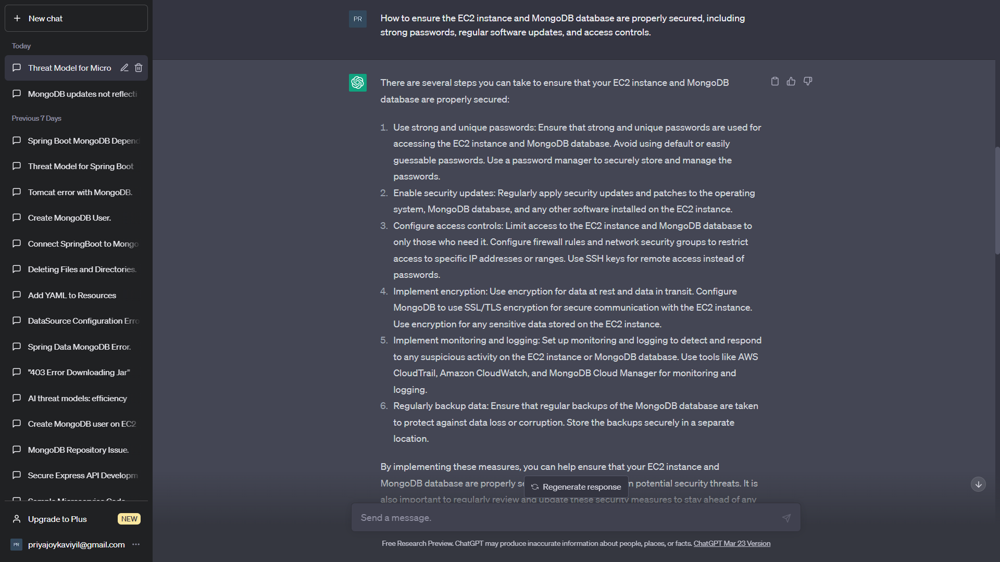 New chat
Today
Threat Model for Micro
MongoDB updates not reflecti
Previous 7 Days
Spring Boot MongoDB Depend
Threat Model for Spring Boot
Tomcat error with MongoDB.
Create MongoDB User.
Connect SpringBoot to Mongo
Deleting Files and Directories.
Add YAML to Resources
DataSource Configuration Erro
Spring Data MongoDB Error.
"403 Error Downloading Jar"
AI threat models: efficiency
Create MongoDB user on EC2
MongoDB Repository Issue.
Secure Express API Developm
Sample Microservice Code
Upgrade to Plus NEW
PR priyajoykaviyil@gmail.com
PR
How to ensure the EC2 instance and MongoDB database are properly secured, including
strong passwords, regular software updates, and access controls.
There are several steps you can take to ensure that your EC2 instance and MongoDB
database are properly secured:
1. Use strong and unique passwords: Ensure that strong and unique passwords are used for
accessing the EC2 instance and MongoDB database. Avoid using default or easily
guessable passwords. Use a password manager to securely store and manage the
passwords.
2. Enable security updates: Regularly apply security updates and patches to the operating
system, MongoDB database, and any other software installed on the EC2 instance.
3. Configure access controls: Limit access to the EC2 instance and MongoDB database to
only those who need it. Configure firewall rules and network security groups to restrict
access to specific IP addresses or ranges. Use SSH keys for remote access instead of
passwords.
4. Implement encryption: Use encryption for data at rest and data in transit. Configure
MongoDB to use SSL/TLS encryption for secure communication with the EC2 instance.
Use encryption for any sensitive data stored on the EC2 instance.
5. Implement monitoring and logging: Set up monitoring and logging to detect and respond
to any suspicious activity on the EC2 instance or MongoDB database. Use tools like AWS
CloudTrail, Amazon CloudWatch, and MongoDB Cloud Manager for monitoring and
logging.
6. Regularly backup data: Ensure that regular backups of the MongoDB database are taken
to protect against data loss or corruption. Store the backups securely in a separate
location.
By implementing these measures, you can help ensure that your EC2 instance and
MongoDB database are properly se m potential security threats. It is
Regenerate response
also important to regularly review and update these security measures to stay ahead of any
Send a message.
Free Research Preview. ChatGPT may produce inaccurate information about people, places, or facts. ChatGPT Mar 23 Version